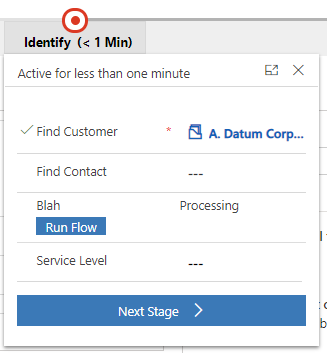 Identify (< 1 Min)
Active for less than one minute
Find Customer * A. Datum Corp...
Find Contact ---
Blah Processing
Run Flow
Service Level ---
Next Stage